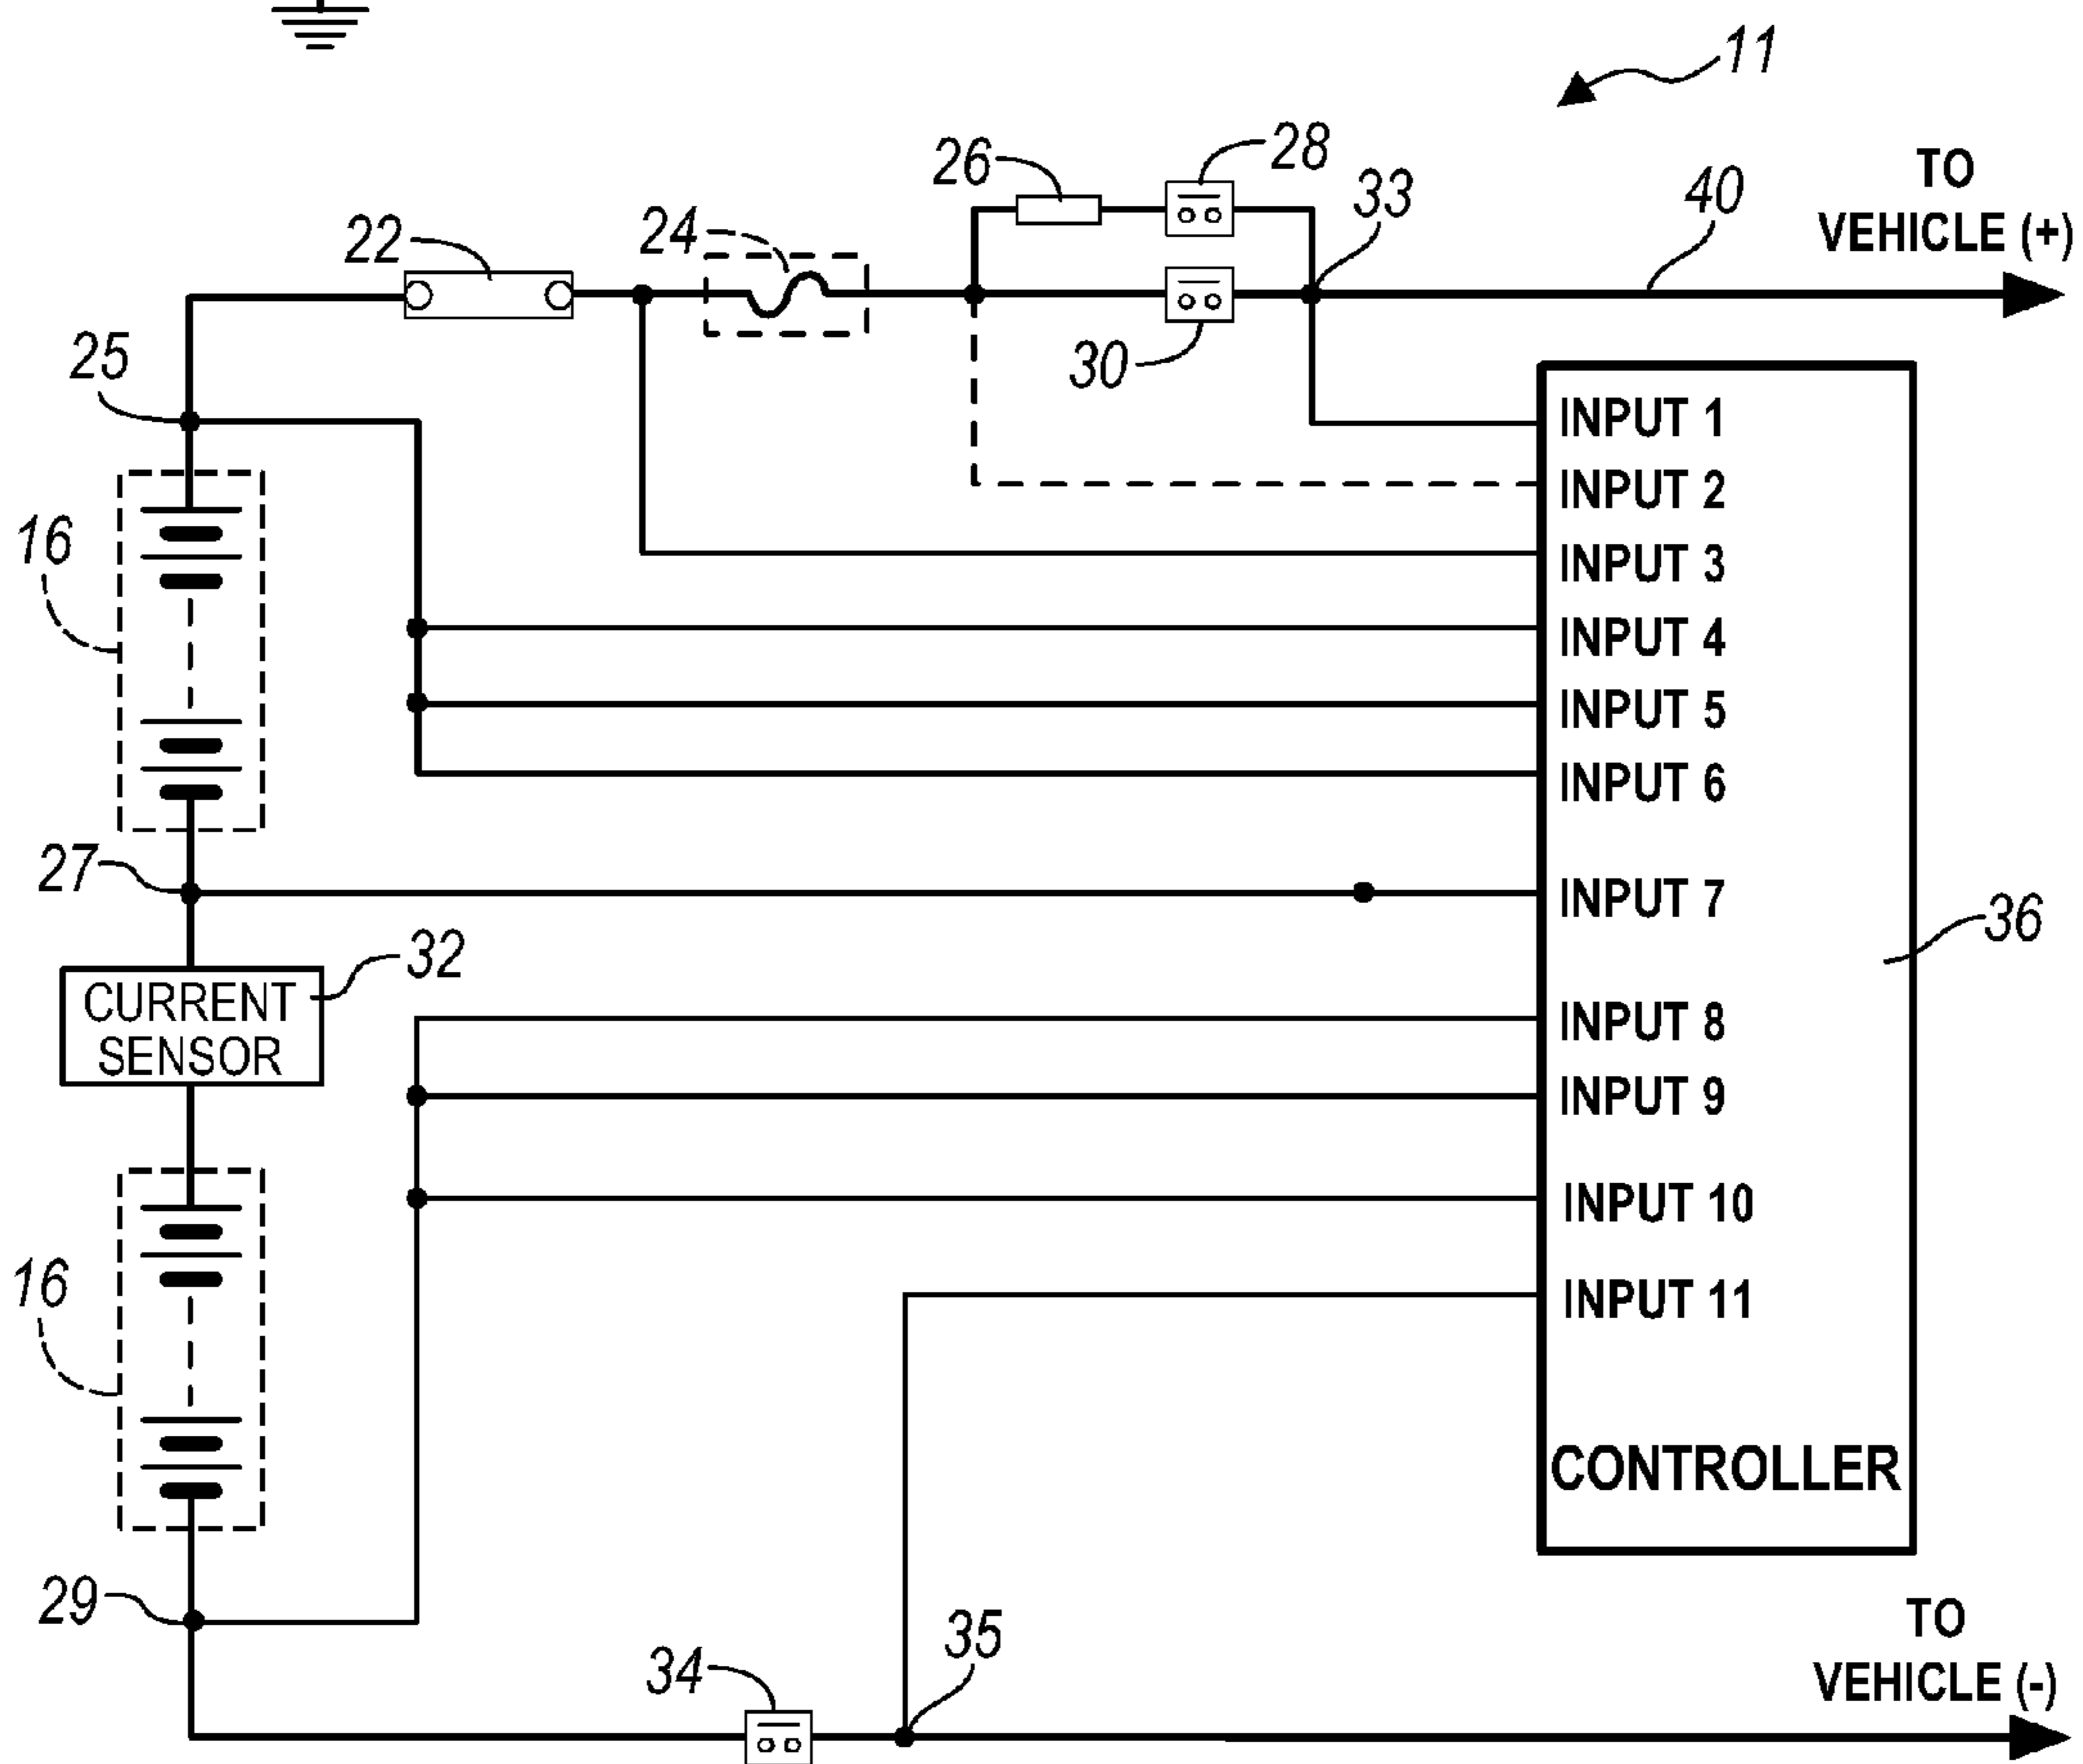 11
TO
VEHICLE (+)
40
28
26
33
24
22
30
25
INPUT 1
INPUT 2
INPUT 3
16
INPUT 4
INPUT 5
INPUT 6
27
INPUT 7
36
32
CURRENT
SENSOR
INPUT 8
INPUT 9
INPUT 10
16
INPUT 11
CONTROLLER
29
34
35
TO
VEHICLE (-)